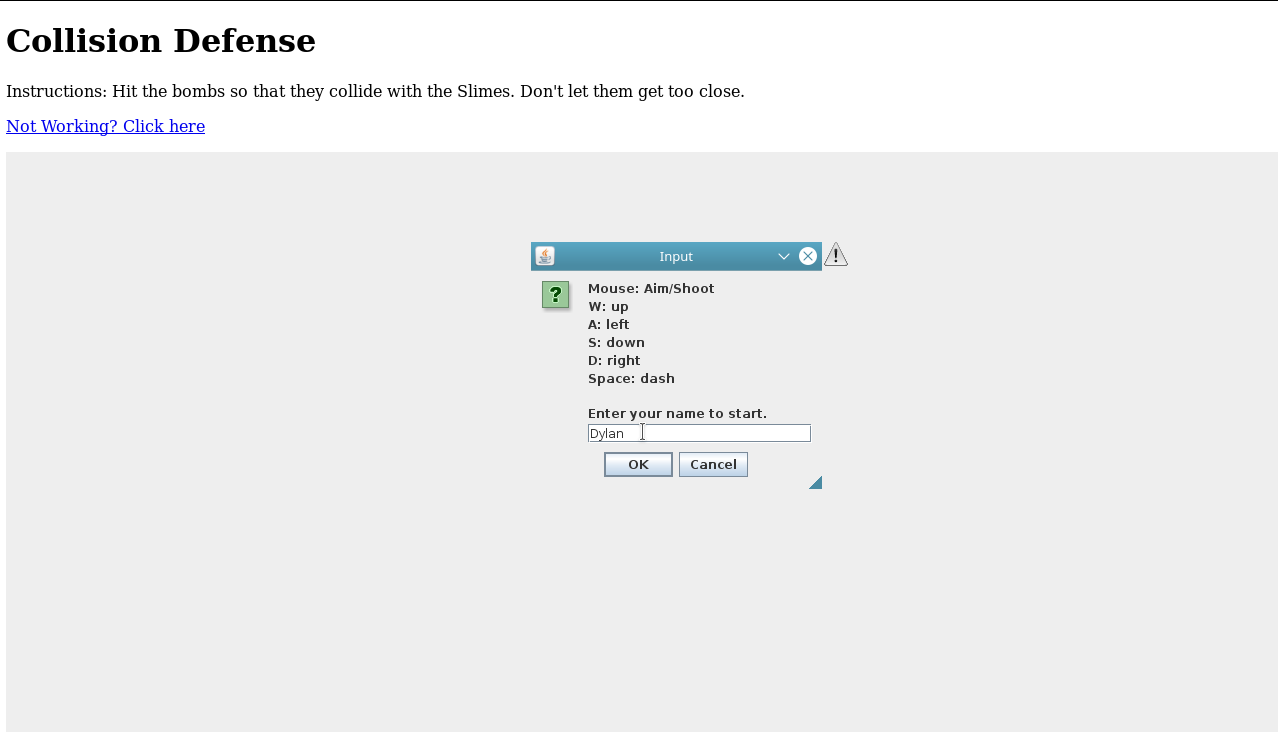 Collision Defense
Instructions: Hit the bombs so that they collide with the Slimes. Don't let them get too close.
Not Working? Click here
Input
Mouse: Aim/Shoot
W: up
A: left
S: down
D: right
Space: dash
Enter your name to start.
Dylan
OK Cancel